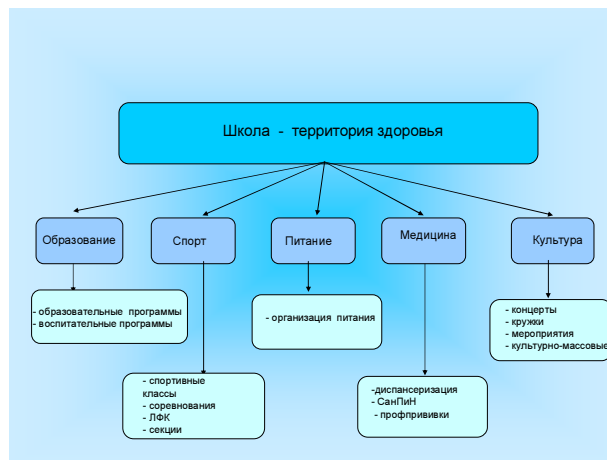 Школа - территория здоровья
Образование
Спорт
Питание
Медицина
Культура
- образовательные программы
- воспитательные программы
- организация питания
- концерты
- кружки
- мероприятия
- культурно-массовые
- спортивные
классы
- соревнования
- ЛФК
- секции
-диспансеризация
- СанПиН
- профпрививки